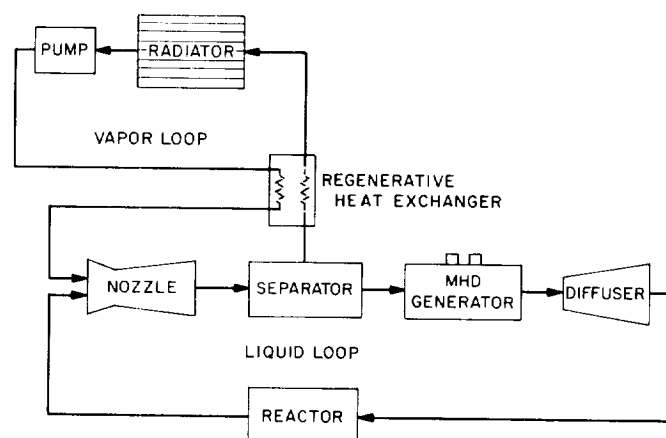 PUMP
RADIATOR
VAPOR LOOP
REGENERATIVE
HEAT EXCHANGER
NOZZLE
SEPARATOR
MHD
GENERATOR
DIFFUSER
LIQUID LOOP
REACTOR